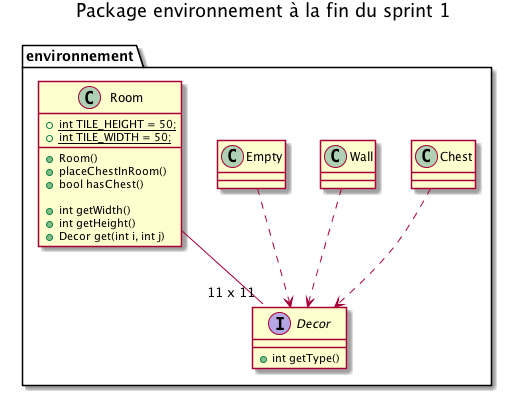 Package environnement à la fin du sprint 1
environnement
C Room
int TILE_HEIGHT = 50;
int TILE_WIDTH = 50;
Room()
placeChestInRoom()
bool hasChest()
int getWidth()
int getHeight()
Decor get(int i, int j)
C Empty
C Wall
C Chest
11 x 11
I Decor
int getType()